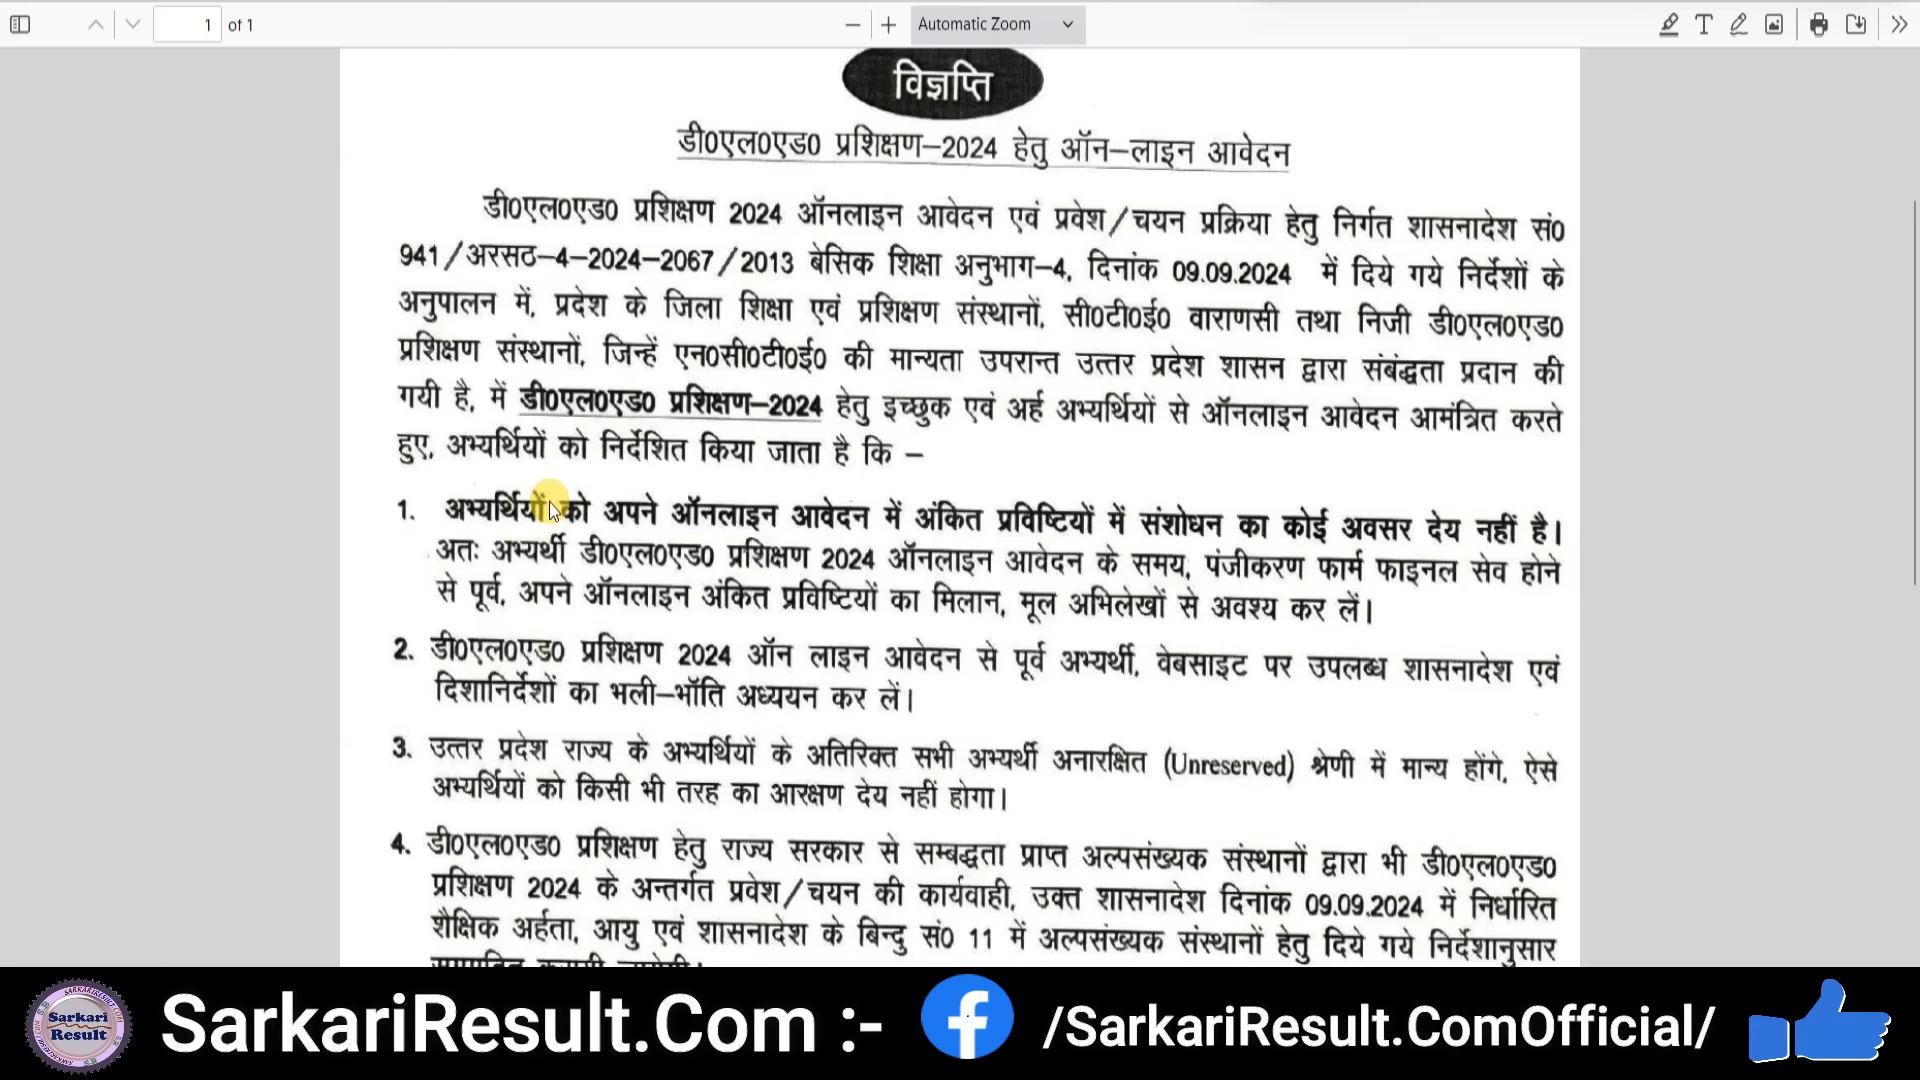 1 of 1
Automatic Zoom
विज्ञप्ति
डी0एल0एड0 प्रशिक्षण–2024 हेतु ऑन–लाइन आवेदन
डी0एल0एड0 प्रशिक्षण 2024 ऑनलाइन आवेदन एवं प्रवेश/चयन प्रक्रिया हेतु निर्गत शासनादेश सं0
941/अरसठ–4–2024–2067/2013 बेसिक शिक्षा अनुभाग–4, दिनांक 09.09.2024 में दिये गये निर्देशों के
अनुपालन में, प्रदेश के जिला शिक्षा एवं प्रशिक्षण संस्थानों, सी0टी0ई0 वाराणसी तथा निजी डी0एल0एड0
प्रशिक्षण संस्थानों, जिन्हें एन0सी0टी0ई0 की मान्यता उपरान्त उत्तर प्रदेश शासन द्वारा संबंद्धता प्रदान की
गयी है, में डी0एल0एड0 प्रशिक्षण–2024 हेतु इच्छुक एवं अर्ह अभ्यर्थियों से ऑनलाइन आवेदन आमंत्रित करते
हुए, अभ्यर्थियों को निर्देशित किया जाता है कि –
1. अभ्यर्थियों को अपने ऑनलाइन आवेदन में अंकित प्रविष्टियों में संशोधन का कोई अवसर देय नहीं है।
अतः अभ्यर्थी डी0एल0एड0 प्रशिक्षण 2024 ऑनलाइन आवेदन के समय, पंजीकरण फार्म फाइनल सेव होने
से पूर्व, अपने ऑनलाइन अंकित प्रविष्टियों का मिलान, मूल अभिलेखों से अवश्य कर लें।
2. डी0एल0एड0 प्रशिक्षण 2024 ऑन लाइन आवेदन से पूर्व अभ्यर्थी, वेबसाइट पर उपलब्ध शासनादेश एवं
दिशानिर्देशों का भली–भॉति अध्ययन कर लें।
3. उत्तर प्रदेश राज्य के अभ्यर्थियों के अतिरिक्त सभी अभ्यर्थी अनारक्षित (Unreserved) श्रेणी में मान्य होंगे, ऐसे
अभ्यर्थियों को किसी भी तरह का आरक्षण देय नहीं होगा।
4. डी0एल0एड0 प्रशिक्षण हेतु राज्य सरकार से सम्बद्धता प्राप्त अल्पसंख्यक संस्थानों द्वारा भी डी0एल0एड0
प्रशिक्षण 2024 के अन्तर्गत प्रवेश/चयन की कार्यवाही, उक्त शासनादेश दिनांक 09.09.2024 में निर्धारित
शैक्षिक अर्हता, आयु एवं शासनादेश के बिन्दु सं0 11 में अल्पसंख्यक संस्थानों हेतु दिये गये निर्देशानुसार
Sarkari
Result
SarkariResult.Com :-
/SarkariResult.ComOfficial/